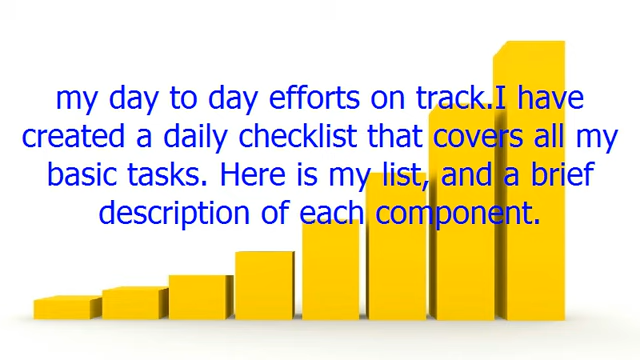 my day to day efforts on track.I have
created a daily checklist that covers all my
basic tasks. Here is my list, and a brief
description of each component.